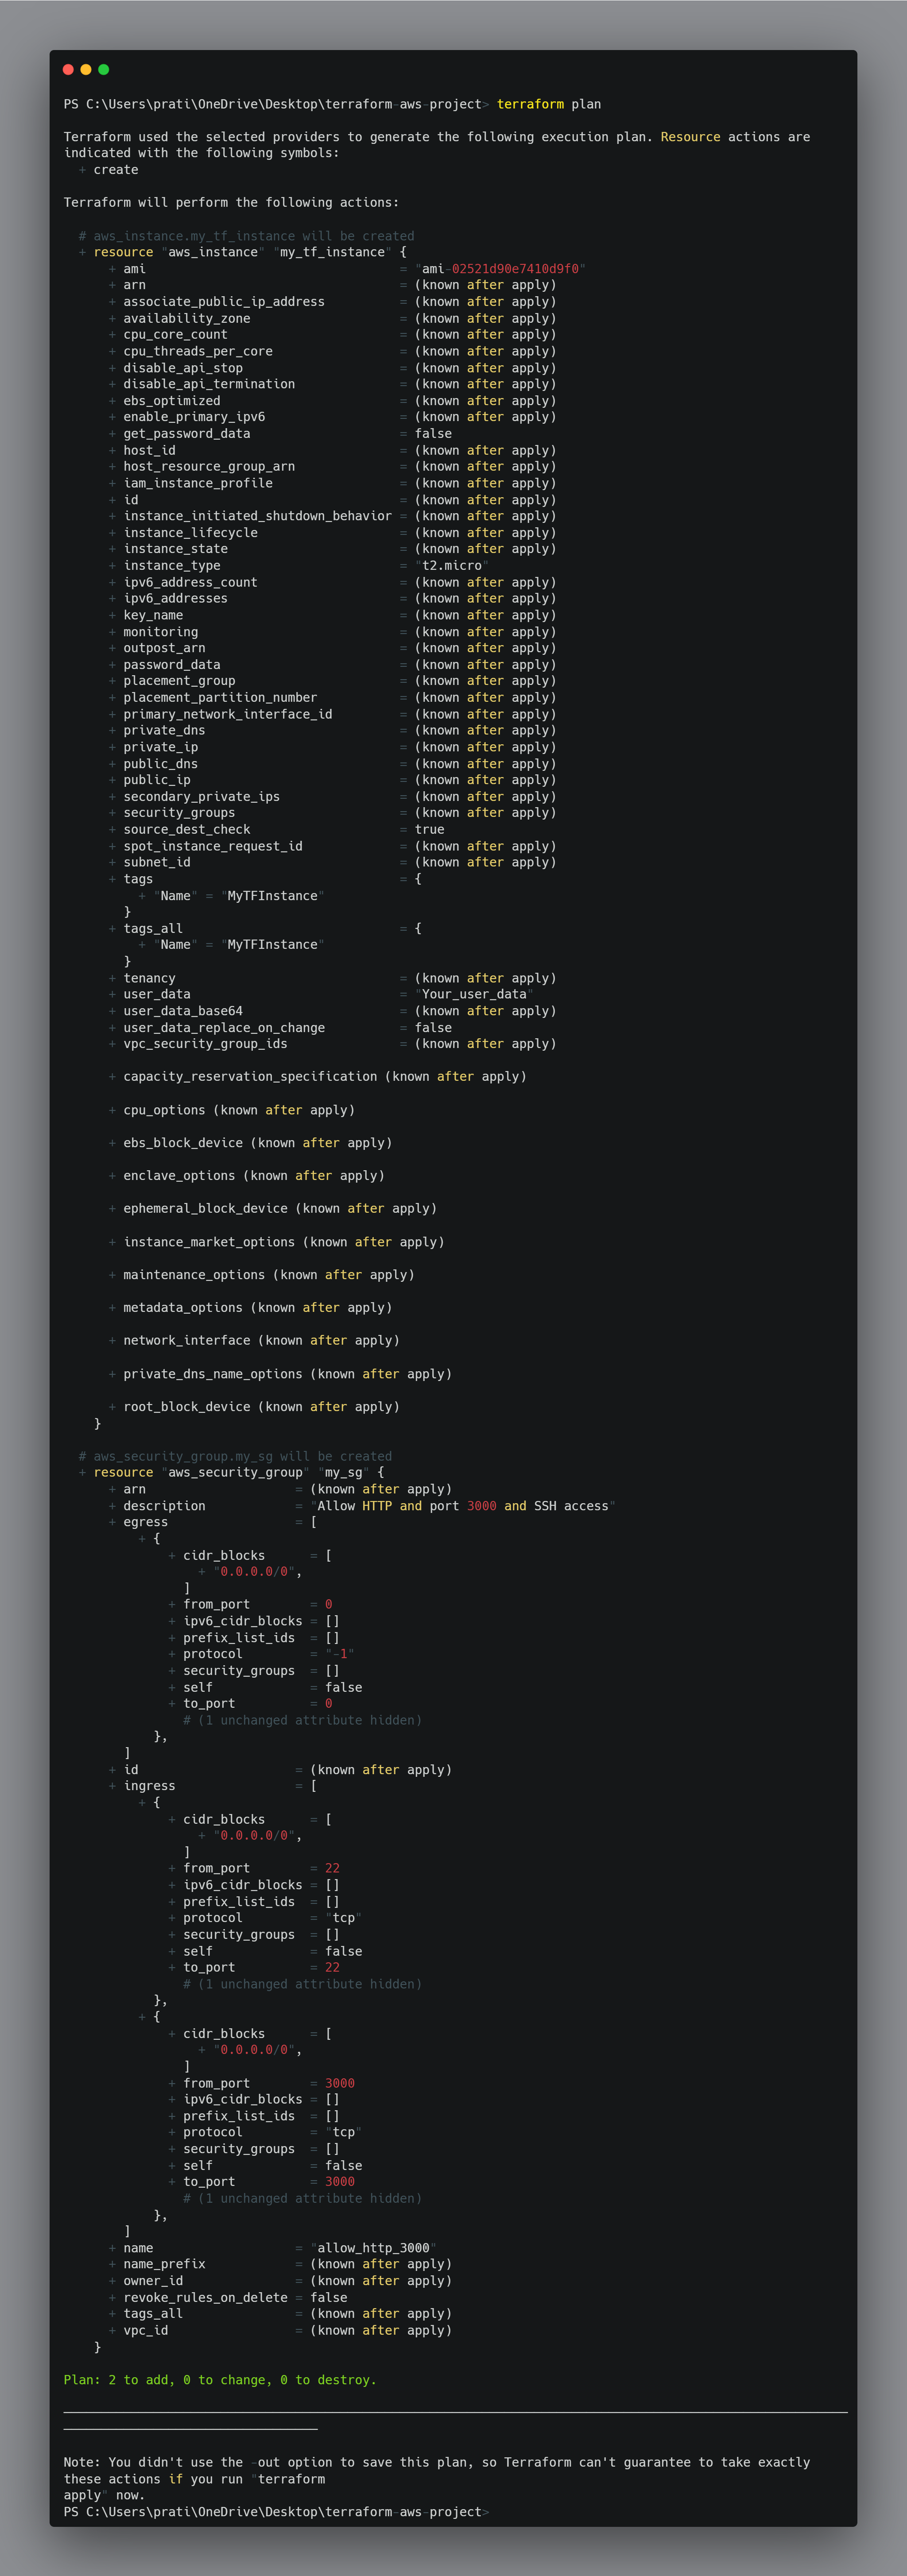 PS C:\Users\prati\OneDrive\Desktop\terraform-aws-project> terraform plan
Terraform used the selected providers to generate the following execution plan. Resource actions are
indicated with the following symbols:
  + create
Terraform will perform the following actions:
  # aws_instance.my_tf_instance will be created
  + resource "aws_instance" "my_tf_instance" {
      + ami                                  = "ami-02521d90e7410d9f0"
      + arn                                  = (known after apply)
      + associate_public_ip_address          = (known after apply)
      + availability_zone                    = (known after apply)
      + cpu_core_count                       = (known after apply)
      + cpu_threads_per_core                 = (known after apply)
      + disable_api_stop                     = (known after apply)
      + disable_api_termination              = (known after apply)
      + ebs_optimized                        = (known after apply)
      + enable_primary_ipv6                  = (known after apply)
      + get_password_data                    = false
      + host_id                              = (known after apply)
      + host_resource_group_arn              = (known after apply)
      + iam_instance_profile                 = (known after apply)
      + id                                   = (known after apply)
      + instance_initiated_shutdown_behavior = (known after apply)
      + instance_lifecycle                   = (known after apply)
      + instance_state                       = (known after apply)
      + instance_type                        = "t2.micro"
      + ipv6_address_count                   = (known after apply)
      + ipv6_addresses                       = (known after apply)
      + key_name                             = (known after apply)
      + monitoring                           = (known after apply)
      + outpost_arn                          = (known after apply)
      + password_data                        = (known after apply)
      + placement_group                      = (known after apply)
      + placement_partition_number           = (known after apply)
      + primary_network_interface_id         = (known after apply)
      + private_dns                          = (known after apply)
      + private_ip                           = (known after apply)
      + public_dns                           = (known after apply)
      + public_ip                            = (known after apply)
      + secondary_private_ips                = (known after apply)
      + security_groups                      = (known after apply)
      + source_dest_check                    = true
      + spot_instance_request_id             = (known after apply)
      + subnet_id                            = (known after apply)
      + tags                                 = {
          + "Name" = "MyTFInstance"
        }
      + tags_all                             = {
          + "Name" = "MyTFInstance"
        }
      + tenancy                              = (known after apply)
      + user_data                            = "Your_user_data"
      + user_data_base64                     = (known after apply)
      + user_data_replace_on_change          = false
      + vpc_security_group_ids               = (known after apply)
      + capacity_reservation_specification (known after apply)
      + cpu_options (known after apply)
      + ebs_block_device (known after apply)
      + enclave_options (known after apply)
      + ephemeral_block_device (known after apply)
      + instance_market_options (known after apply)
      + maintenance_options (known after apply)
      + metadata_options (known after apply)
      + network_interface (known after apply)
      + private_dns_name_options (known after apply)
      + root_block_device (known after apply)
    }
  # aws_security_group.my_sg will be created
  + resource "aws_security_group" "my_sg" {
      + arn                    = (known after apply)
      + description            = "Allow HTTP and port 3000 and SSH access"
      + egress                 = [
          + {
              + cidr_blocks      = [
                  + "0.0.0.0/0",
                ]
              + from_port        = 0
              + ipv6_cidr_blocks = []
              + prefix_list_ids  = []
              + protocol         = "-1"
              + security_groups  = []
              + self             = false
              + to_port          = 0
                # (1 unchanged attribute hidden)
            },
        ]
      + id                     = (known after apply)
      + ingress                = [
          + {
              + cidr_blocks      = [
                  + "0.0.0.0/0",
                ]
              + from_port        = 22
              + ipv6_cidr_blocks = []
              + prefix_list_ids  = []
              + protocol         = "tcp"
              + security_groups  = []
              + self             = false
              + to_port          = 22
                # (1 unchanged attribute hidden)
            },
          + {
              + cidr_blocks      = [
                  + "0.0.0.0/0",
                ]
              + from_port        = 3000
              + ipv6_cidr_blocks = []
              + prefix_list_ids  = []
              + protocol         = "tcp"
              + security_groups  = []
              + self             = false
              + to_port          = 3000
                # (1 unchanged attribute hidden)
            },
        ]
      + name                   = "allow_http_3000"
      + name_prefix            = (known after apply)
      + owner_id               = (known after apply)
      + revoke_rules_on_delete = false
      + tags_all               = (known after apply)
      + vpc_id                 = (known after apply)
    }
Plan: 2 to add, 0 to change, 0 to destroy.
Note: You didn't use the -out option to save this plan, so Terraform can't guarantee to take exactly
these actions if you run "terraform
apply" now.
PS C:\Users\prati\OneDrive\Desktop\terraform-aws-project>